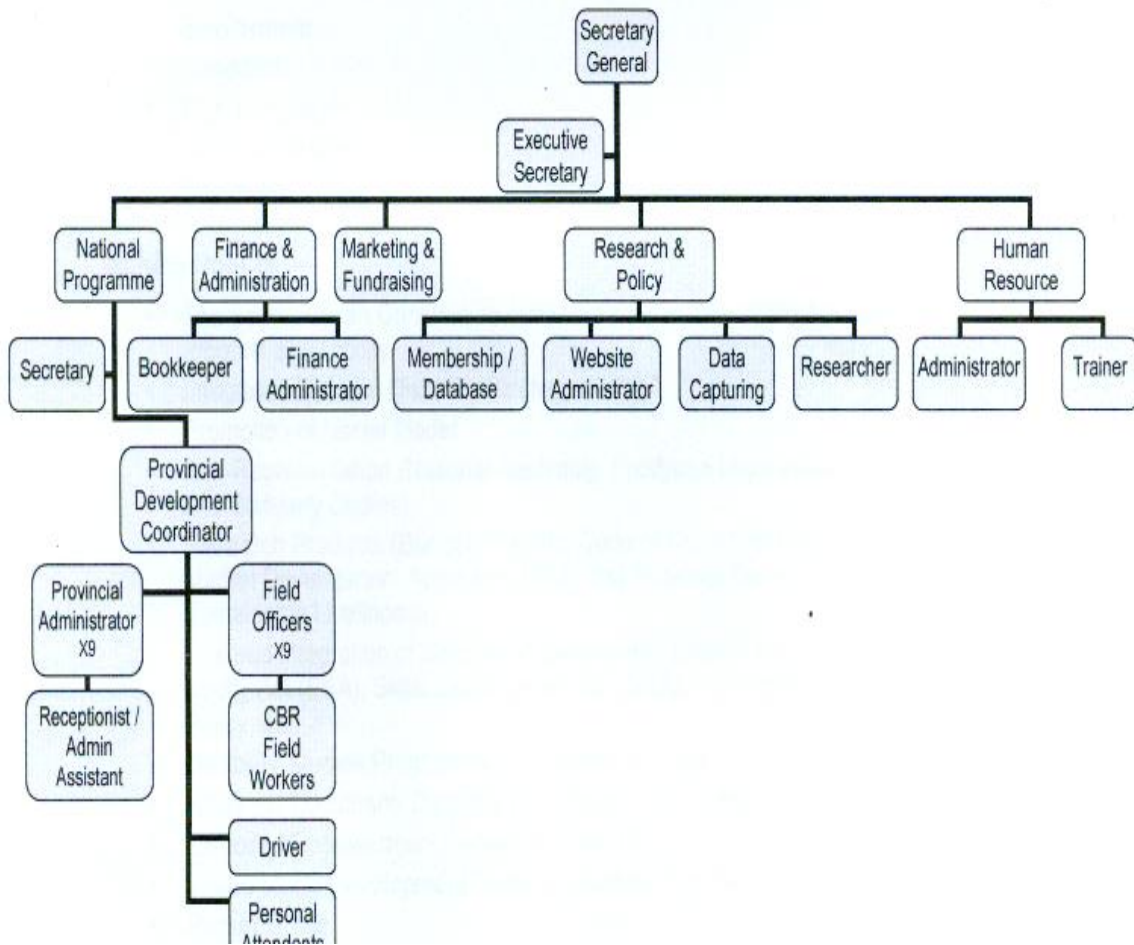 Secretary
General
Executive
Secretary
National
Programme
Finance &
Administration
Marketing &
Fundraising
Research &
Policy
Human
Resource
Secretary
Bookkeeper
Finance
Administrator
Membership /
Database
Website
Administrator
Data
Capturing
Researcher
Administrator
Trainer
Provincial
Development
Coordinator
Provincial
Administrator
X9
Field
Officers
X9
Receptionist /
Admin
Assistant
CBR
Field
Workers
Driver
Personal
Attendents